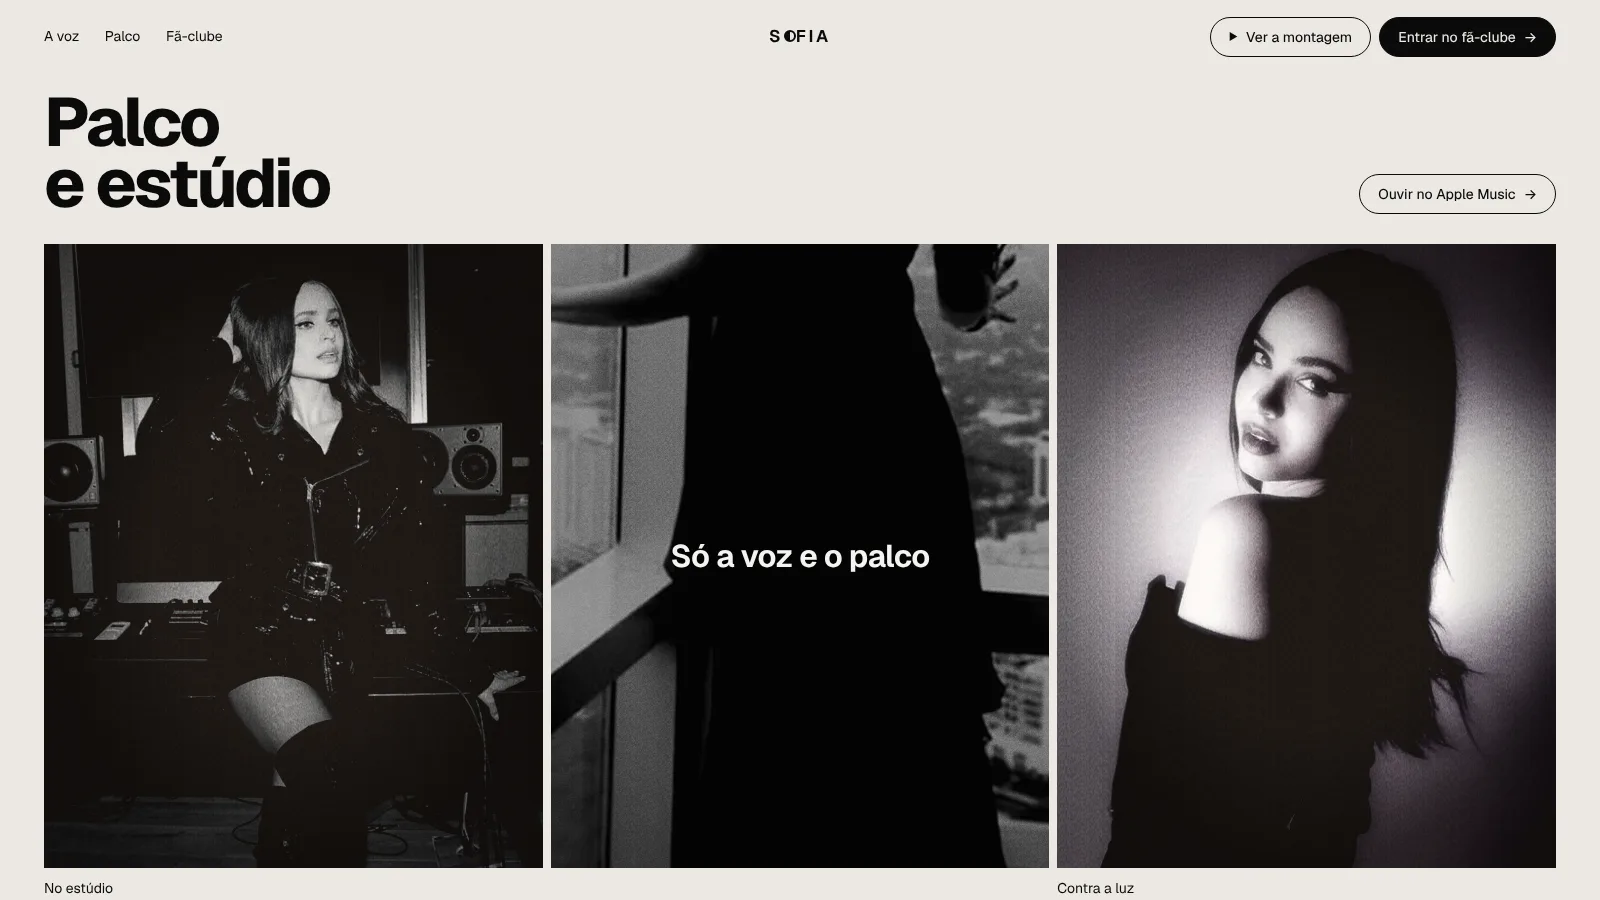 A voz
Palco
Fã-clube
SOFIA
Ver a montagem
Entrar no fã-clube →
Palco
e estúdio
Ouvir no Apple Music →
Só a voz e o palco
No estúdio
Contra a luz